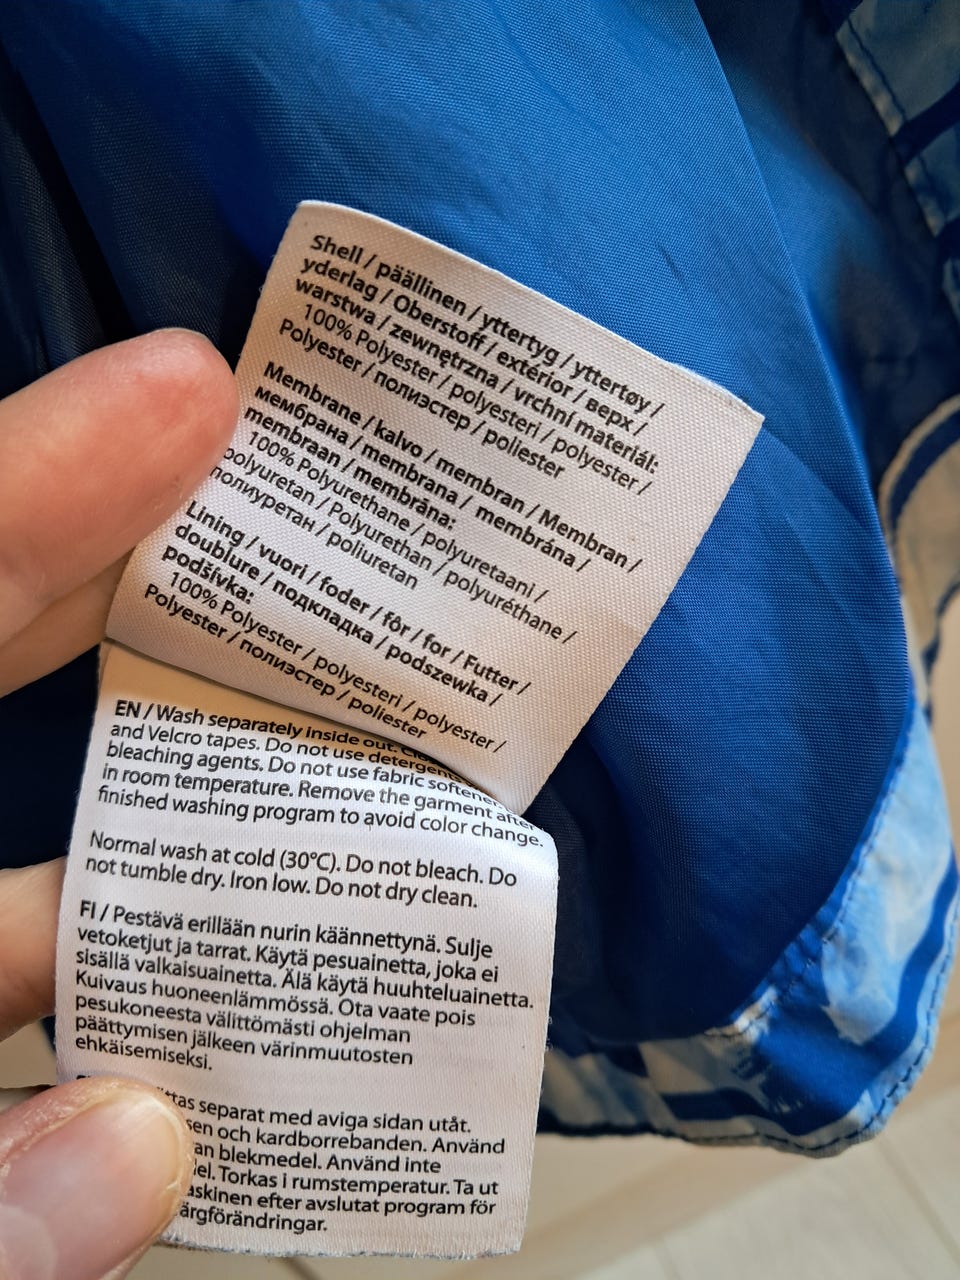 Shell / päällinen / yttertyg / yttertøy /
yderlag / Oberstoff / extérior / верх /
warstwa / zewnętrzna / vrchní materiál:
100% Polyester / polyesteri / polyester /
Polyester / полиэстер / poliester
Membrane / kalvo / membran / Membran /
мембрана / membrana / membrána /
membraan / membrāna:
100% Polyurethane / polyuretaani /
polyuretan / Polyurethan / polyuréthane /
полиуретан / poliuretan
Lining / vuori / foder / fôr / for / Futter /
doublure / подкладка / podszewka /
podšívka:
100% Polyester / polyesteri / polyester /
Polyester / полиэстер / poliester
EN / Wash separately inside out.
and Velcro tapes. Do not use detergents
bleaching agents. Do not use fabric softener.
in room temperature. Remove the garment after
finished washing program to avoid color change.
Normal wash at cold (30°C). Do not bleach. Do
not tumble dry. Iron low. Do not dry clean.
FI / Pestävä erillään nurin käännettynä. Sulje
vetoketjut ja tarrat. Käytä pesuainetta, joka ei
sisällä valkaisuainetta. Älä käytä huuhteluainetta.
Kuivaus huoneenlämmössä. Ota vaate pois
pesukoneesta välittömästi ohjelman
päättymisen jälkeen värinmuutosten
ehkäisemiseksi.
separat med aviga sidan utåt.
och kardborrebanden. Använd
blekmedel. Använd inte
Torkas i rumstemperatur. Ta ut
efter avslutat program för